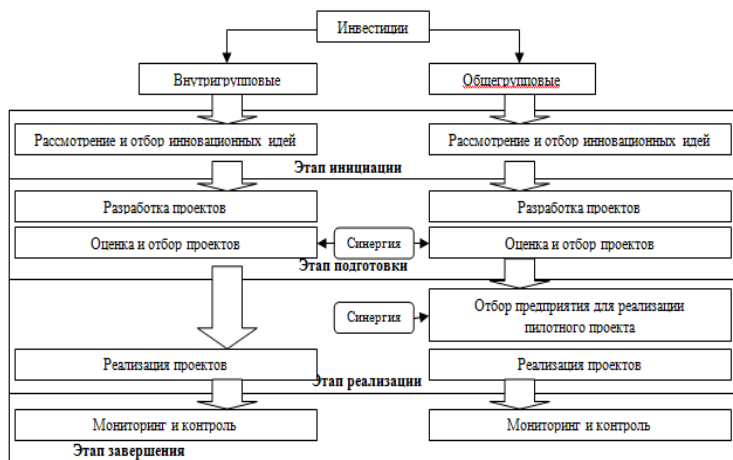 Инвестиции
Внутригрупповые
Общегрупповые
Рассмотрение и отбор инновационных идей
Рассмотрение и отбор инновационных идей
Этап инициации
Разработка проектов
Разработка проектов
Оценка и отбор проектов
Синергия
Оценка и отбор проектов
Этап подготовки
Синергия
Отбор предприятия для реализации
пилотного проекта
Реализация проектов
Реализация проектов
Этап реализации
Мониторинг и контроль
Мониторинг и контроль
Этап завершения